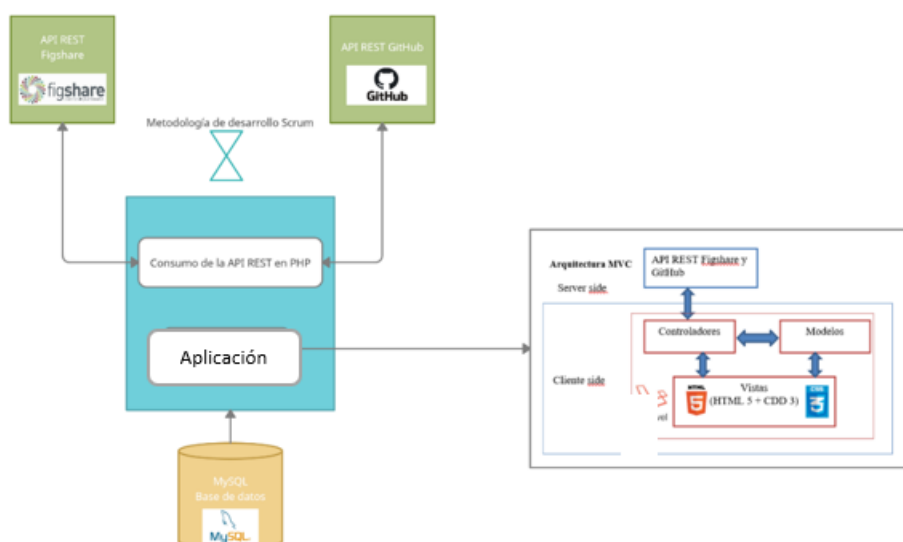 API REST
Figshare
figshare
API REST GitHub
GitHub
Metodología de desarrollo Scrum
Consumo de la API REST en PHP
Aplicación
MySQL
Base de datos
MySQL
Arquitectura MVC
Server side
API REST Figshare y
GitHub
Cliente side
Controladores
Modelos
Vistas
(HTML 5 + CDD 3)
HTML
5
CSS
3